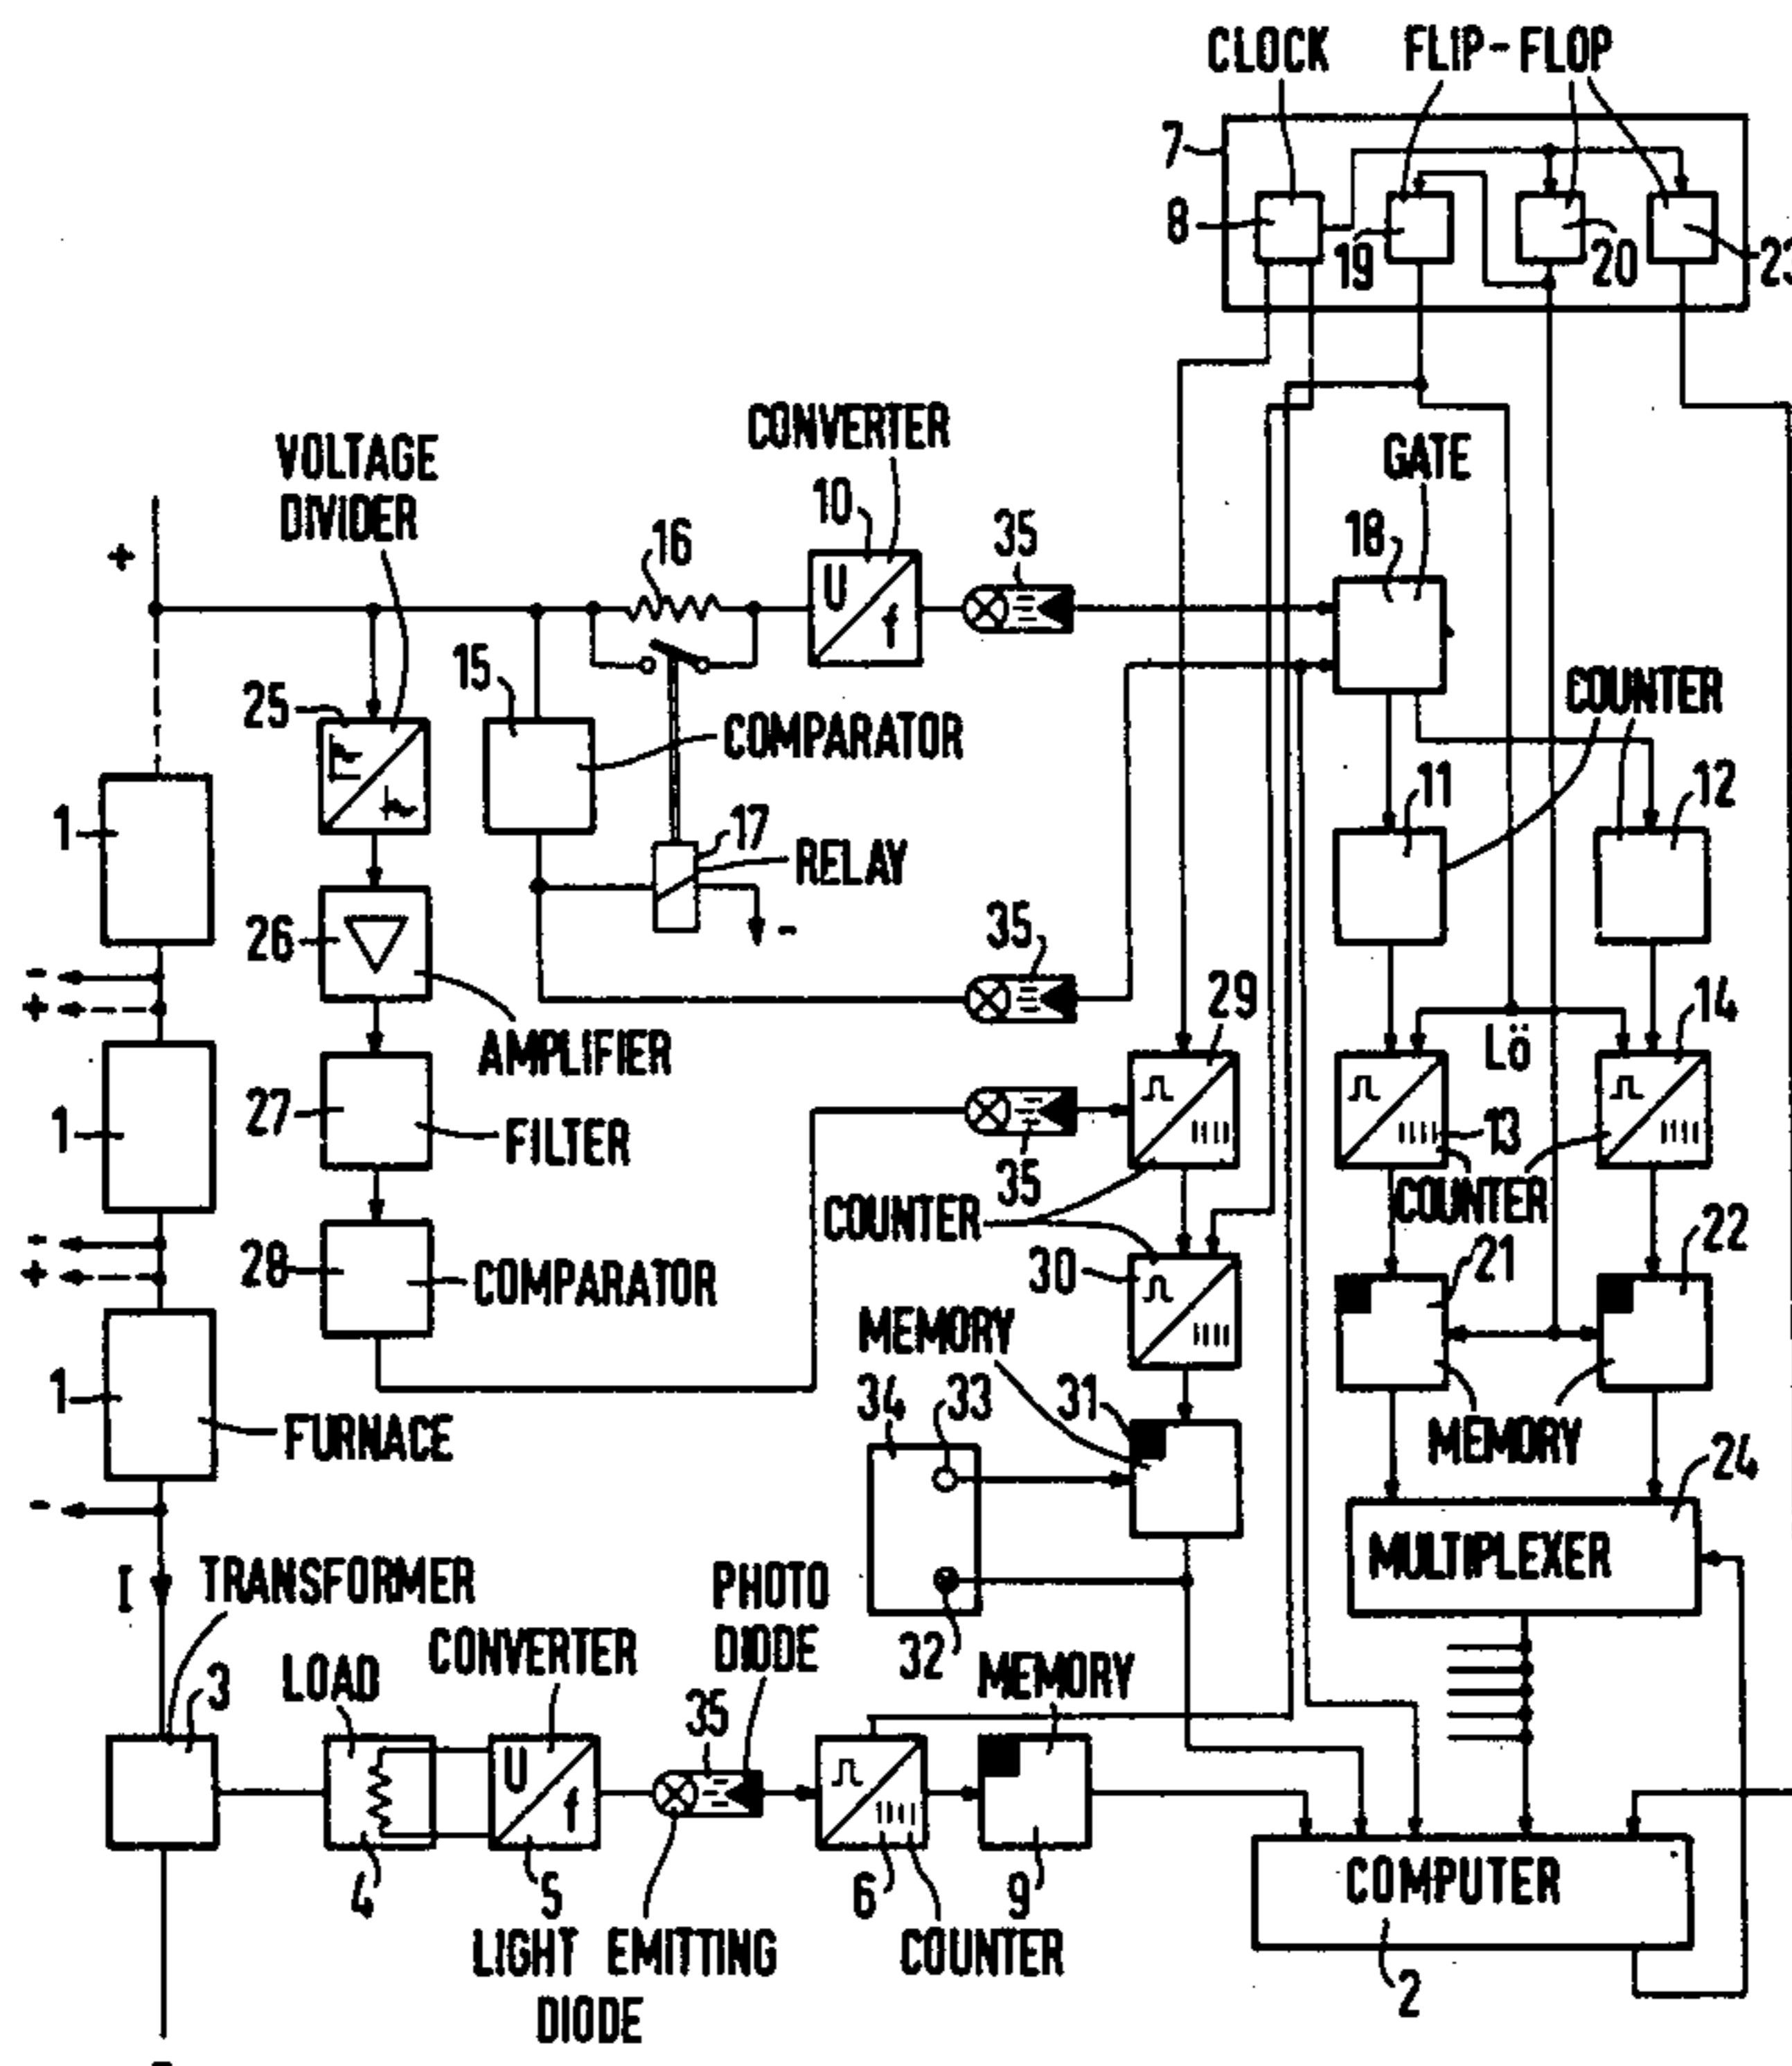 CLOCK FLIP-FLOP
7
8
19
20
23
CONVERTER
VOLTAGE
DIVIDER
GATE
10
16
35
18
+
U
f
15
25
COUNTER
COMPARATOR
11
12
17
RELAY
1
26
-
35
-
+
29
14
AMPLIFIER
Lö
27
FILTER
13
1
35
COUNTER
COUNTER
-
+
28
COMPARATOR
30
21
22
MEMORY
34
33
31
1
FURNACE
MEMORY
24
-
MULTIPLEXER
I
TRANSFORMER
PHOTO
DIODE
CONVERTER
LOAD
3
32
MEMORY
35
U
f
COMPUTER
4
5
6
9
LIGHT EMITTING
DIODE
COUNTER
2
-